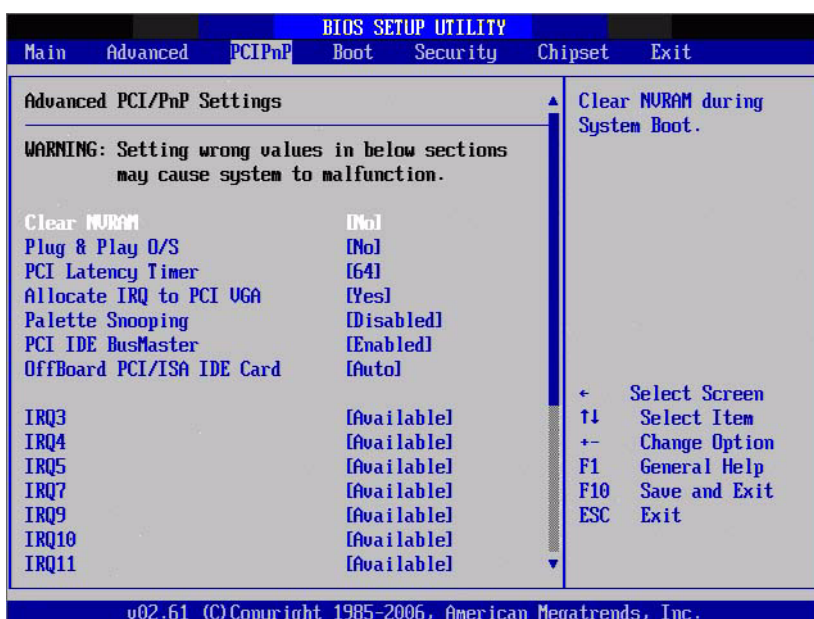 BIOS SETUP UTILITY
Main Advanced PCIPnP Boot Security Chipset Exit
Advanced PCI/PnP Settings
WARNING: Setting wrong values in below sections
may cause system to malfunction.
Clear NVRAM [No]
Plug & Play O/S [No]
PCI Latency Timer [64]
Allocate IRQ to PCI VGA [Yes]
Palette Snooping [Disabled]
PCI IDE BusMaster [Enabled]
OffBoard PCI/ISA IDE Card [Auto]
IRQ3 [Available]
IRQ4 [Available]
IRQ5 [Available]
IRQ7 [Available]
IRQ9 [Available]
IRQ10 [Available]
IRQ11 [Available]
Clear NVRAM during
System Boot.
← Select Screen
↑↓ Select Item
+- Change Option
F1 General Help
F10 Save and Exit
ESC Exit
v02.61 (C)Copyright 1985-2006, American Megatrends, Inc.